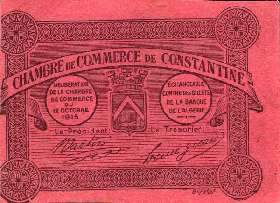 CHAMBRE DE COMMERCE DE CONSTANTINE
DÉLIBÉRATION
DE LA CHAMBRE
DE COMMERCE
DU
12 OCTOBRE
1915
ÉCHANGEABLE
CONTRE DES BILLETS
DE LA BANQUE
DE L'ALGÉRIE
Le Président
Le Trésorier